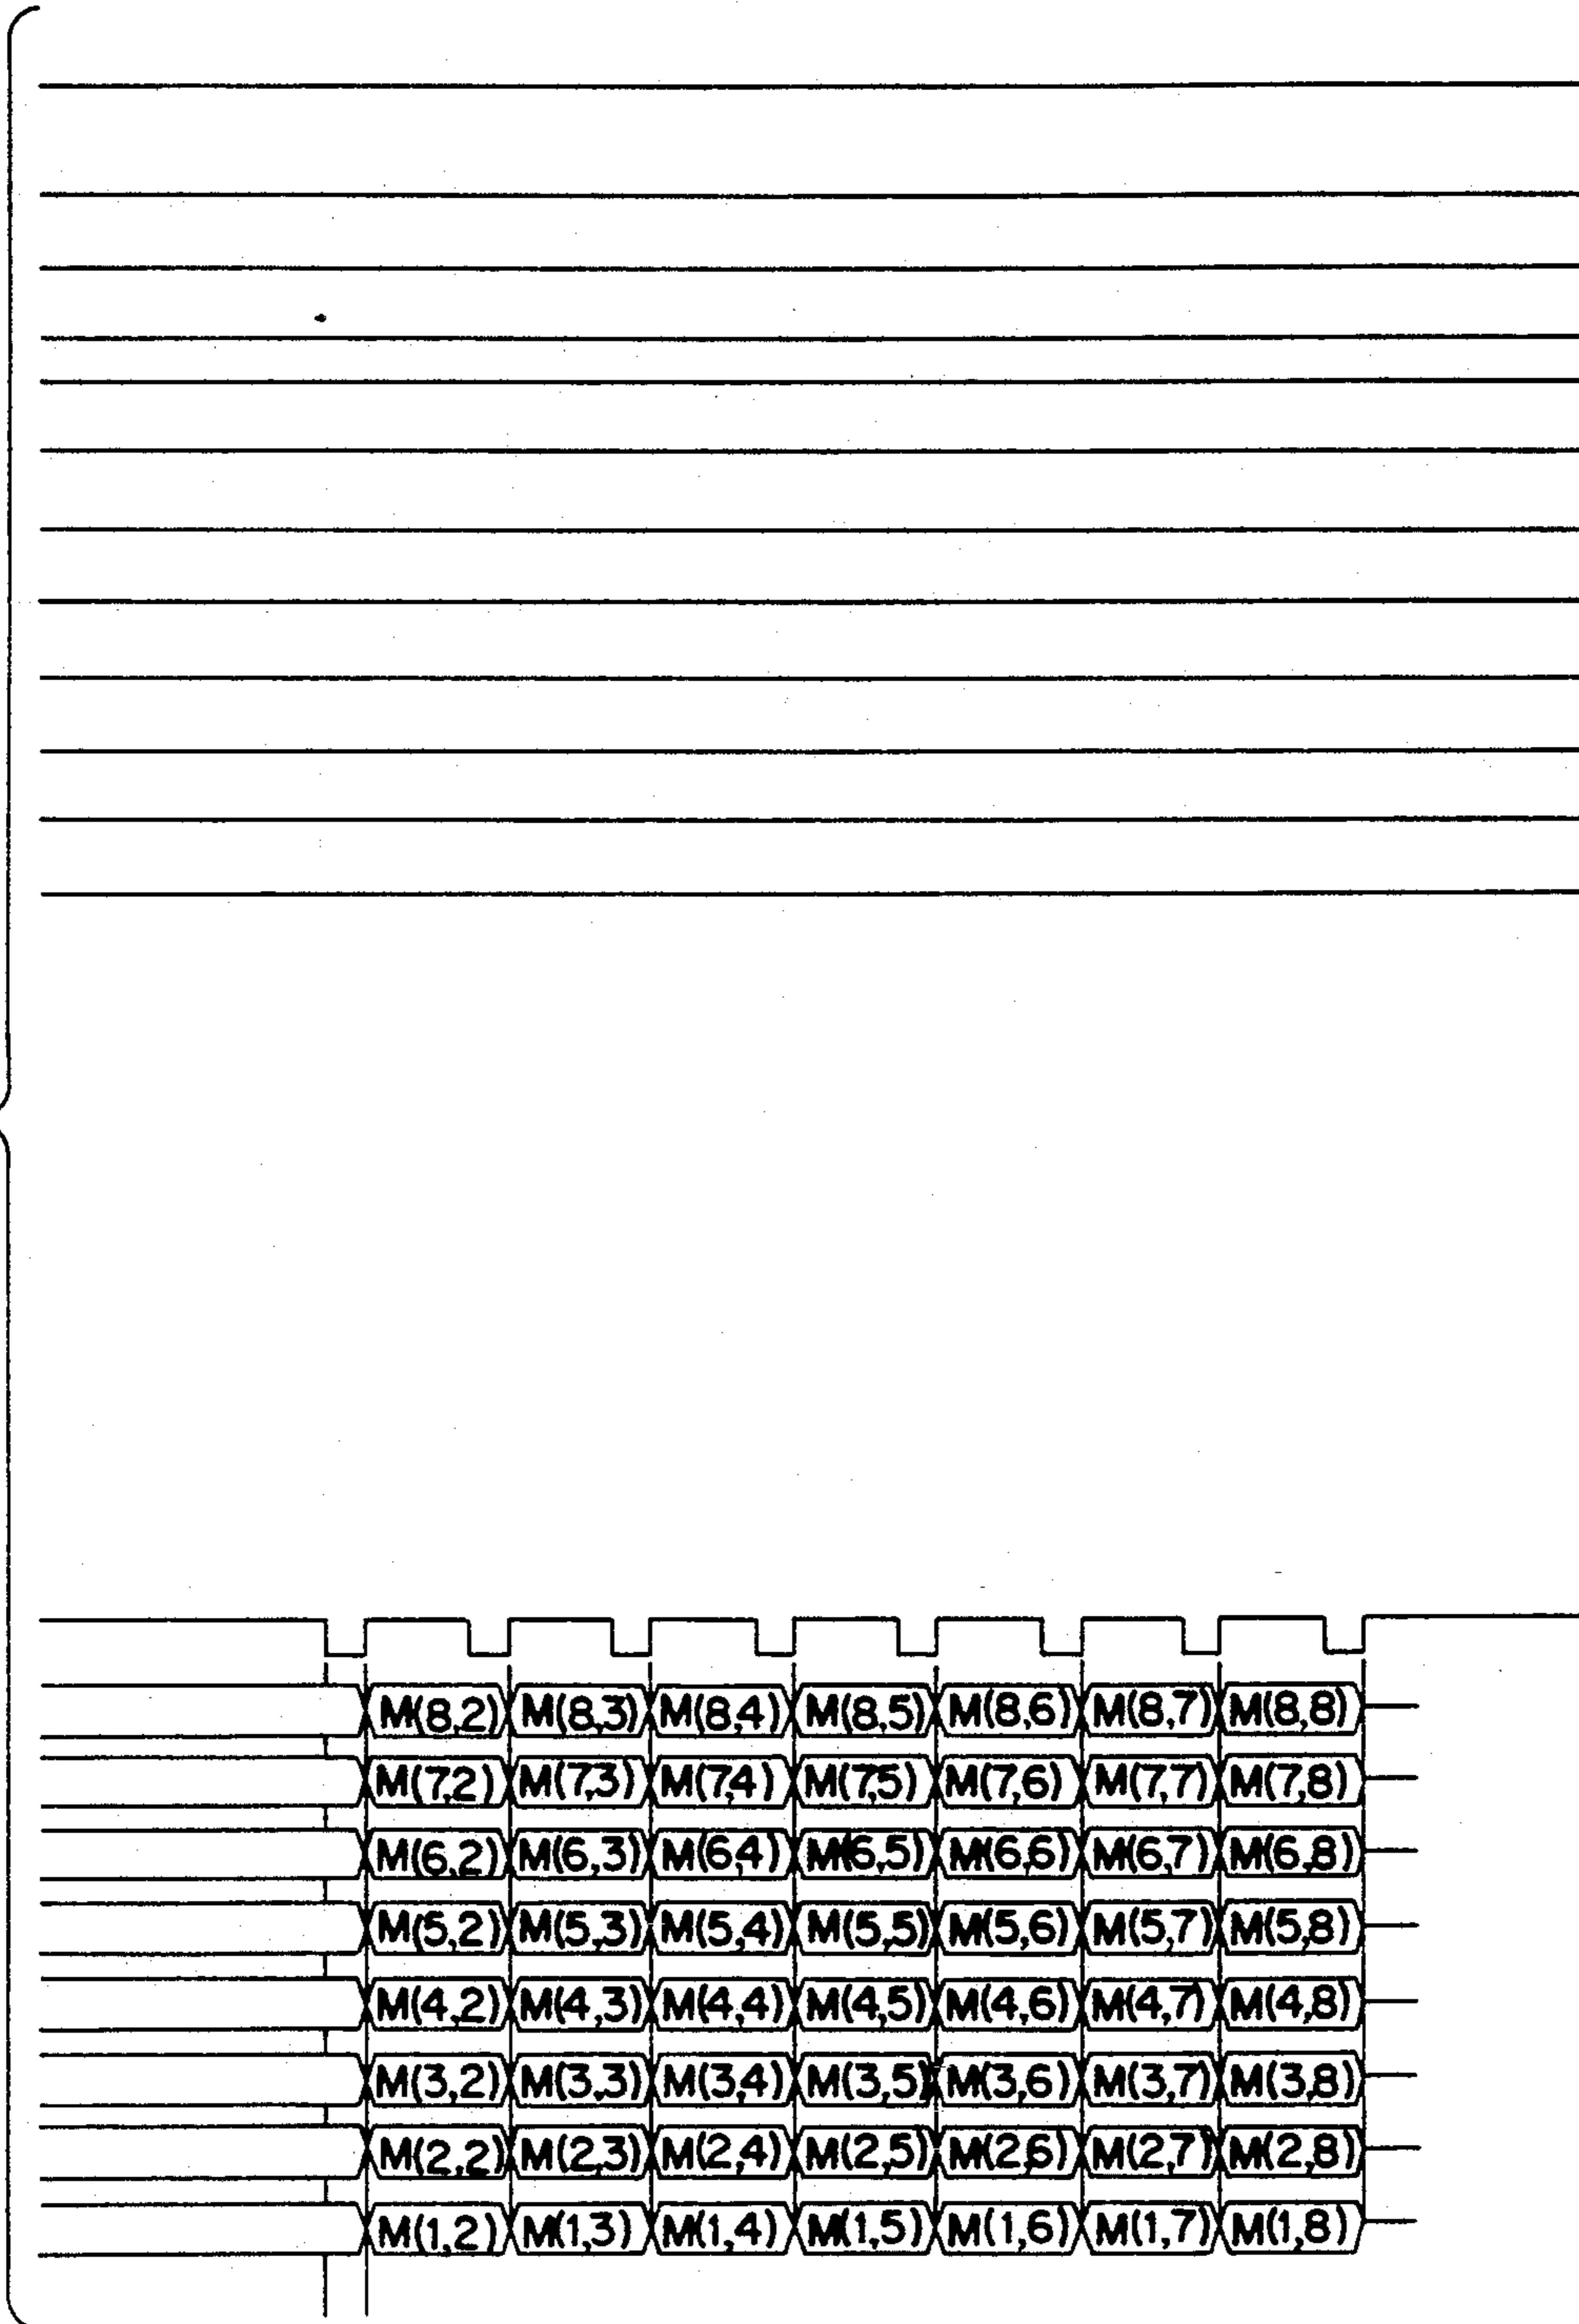 M(8,2) M(8,3) M(8,4) M(8,5) M(8,6) M(8,7) M(8,8)
M(7,2) M(7,3) M(7,4) M(7,5) M(7,6) M(7,7) M(7,8)
M(6,2) M(6,3) M(6,4) M(6,5) M(6,6) M(6,7) M(6,8)
M(5,2) M(5,3) M(5,4) M(5,5) M(5,6) M(5,7) M(5,8)
M(4,2) M(4,3) M(4,4) M(4,5) M(4,6) M(4,7) M(4,8)
M(3,2) M(3,3) M(3,4) M(3,5) M(3,6) M(3,7) M(3,8)
M(2,2) M(2,3) M(2,4) M(2,5) M(2,6) M(2,7) M(2,8)
M(1,2) M(1,3) M(1,4) M(1,5) M(1,6) M(1,7) M(1,8)